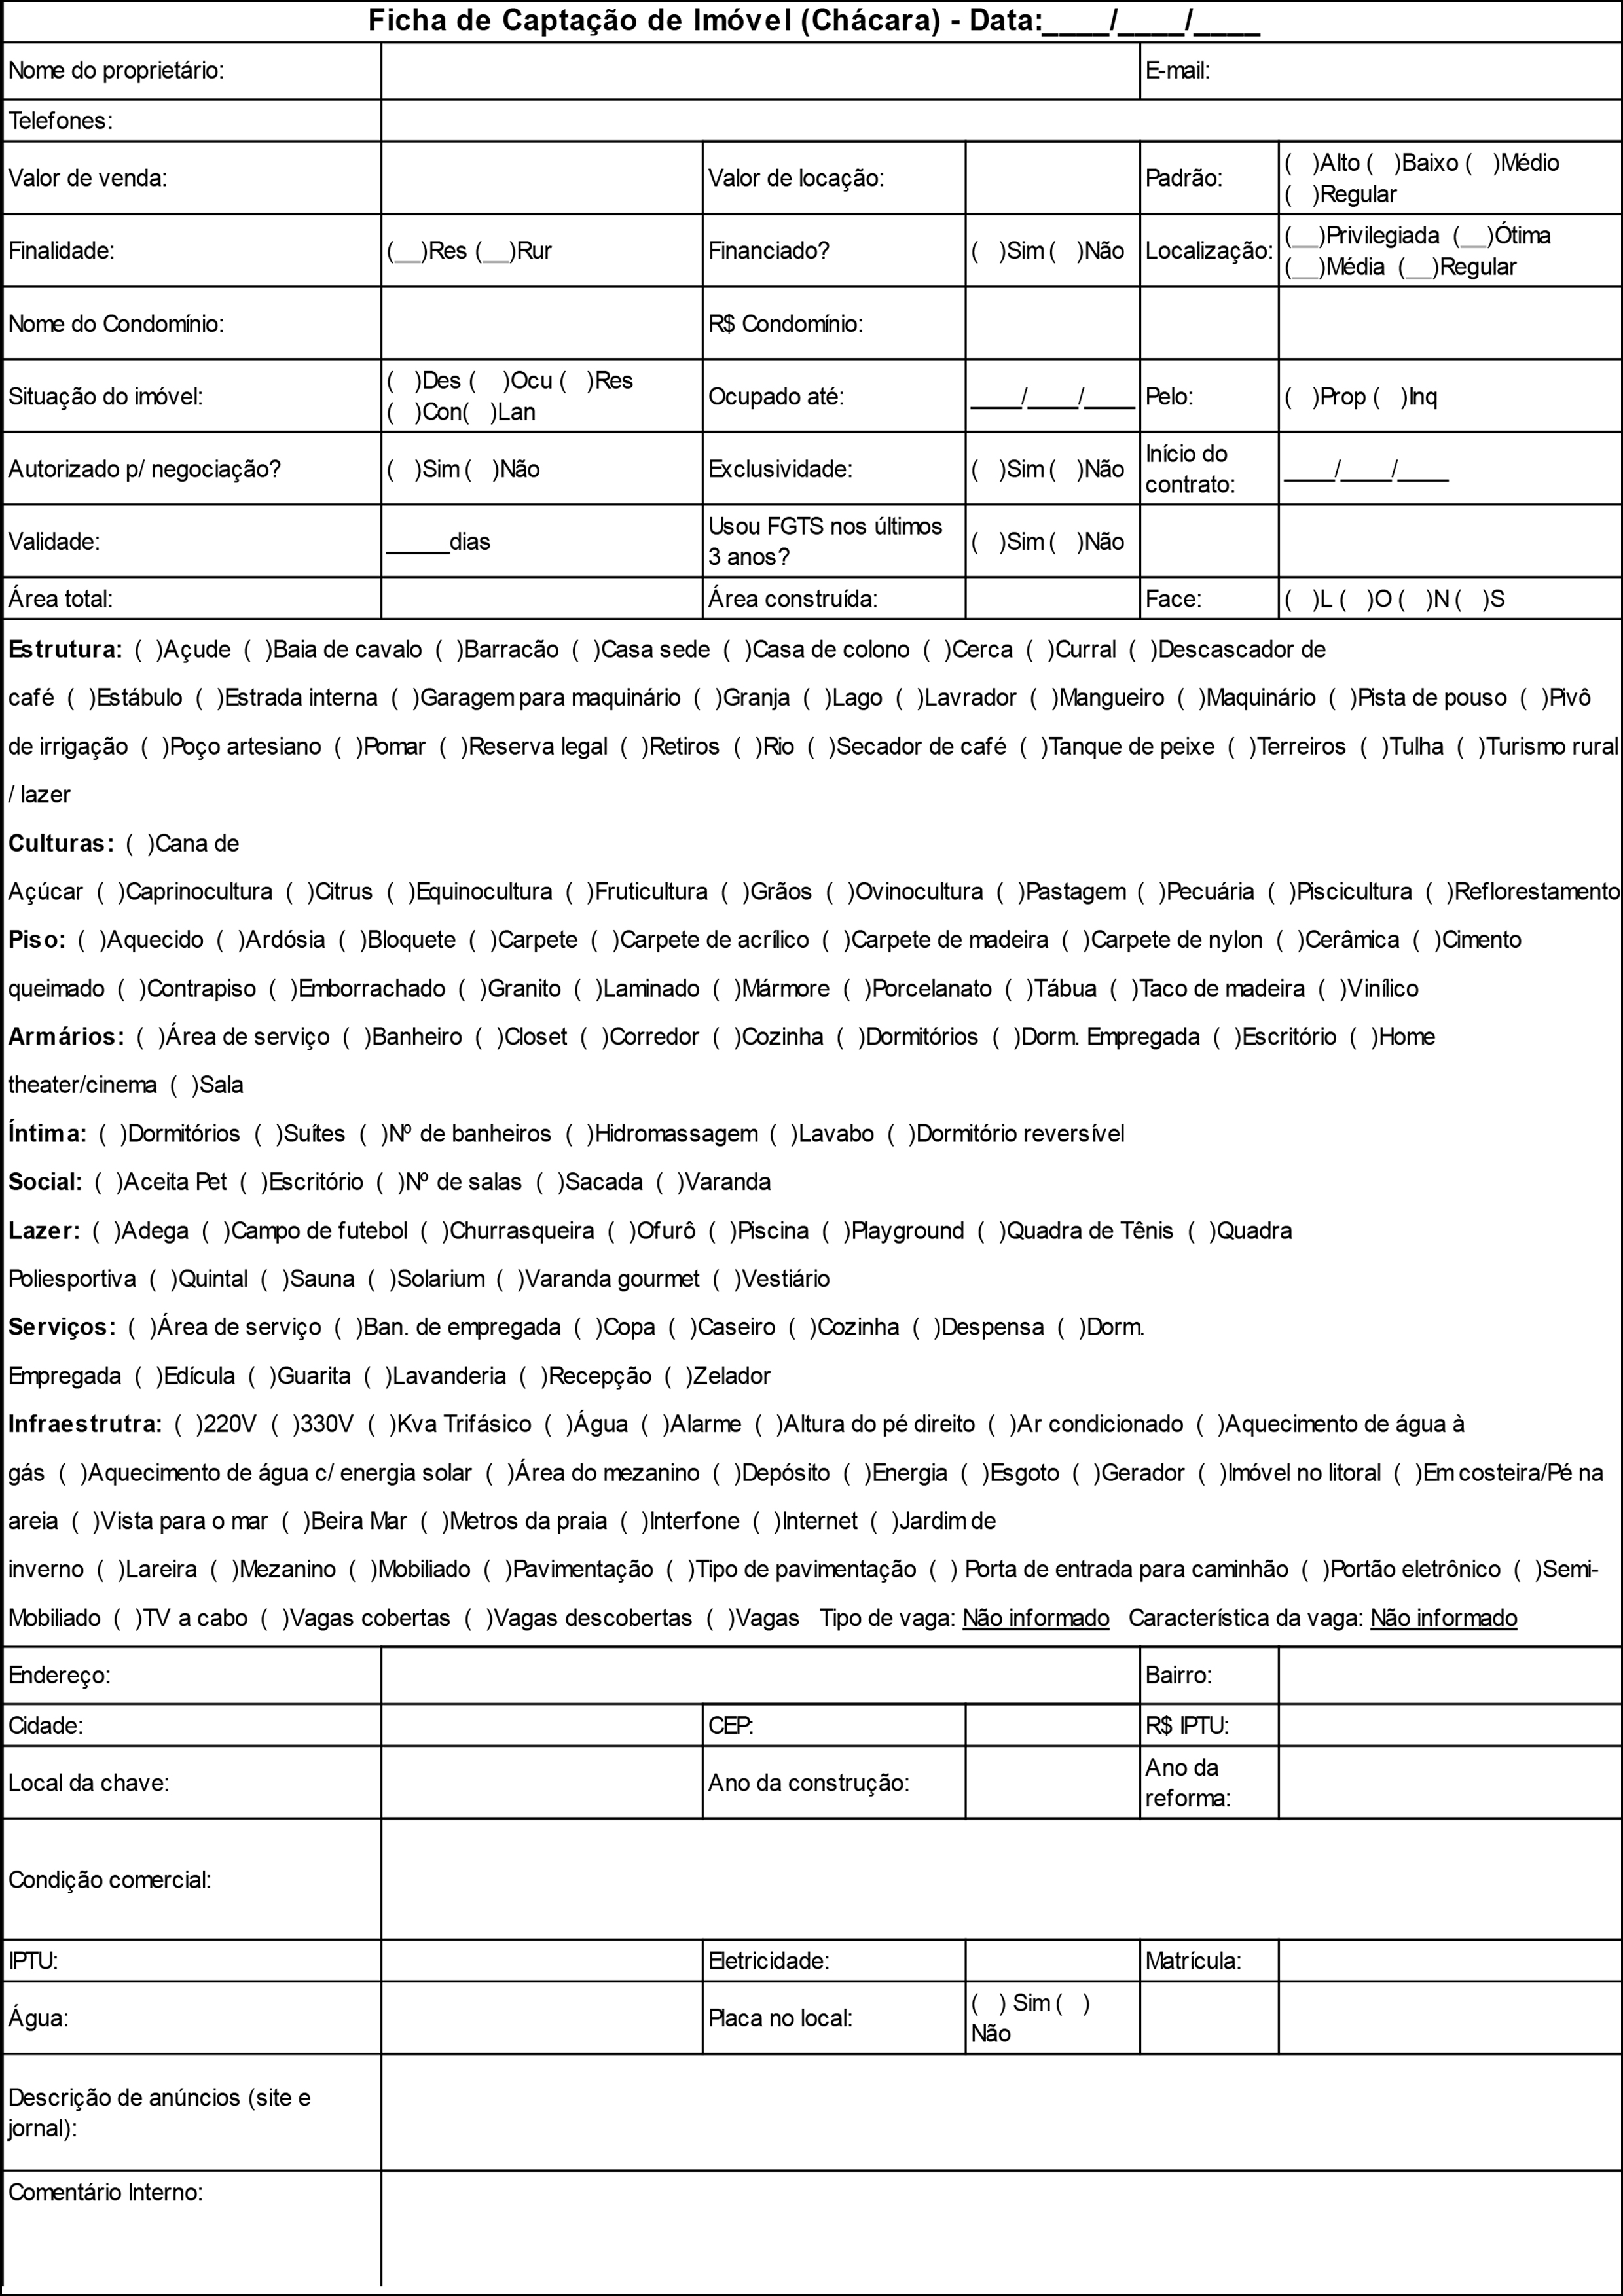 Ficha de Captação de Imóvel (Chácara) - Data:____/____/____
Nome do proprietário: E-mail:
Telefones:
Valor de venda: Valor de locação: Padrão: ( )Alto ( )Baixo ( )Médio
( )Regular
Finalidade: (__)Res (__)Rur Financiado? ( )Sim ( )Não Localização: (__)Privilegiada (__)Ótima
(__)Média (__)Regular
Nome do Condomínio: R$ Condomínio:
Situação do imóvel: ( )Des ( )Ocu ( )Res
( )Con( )Lan
Ocupado até: ____/____/____ Pelo: ( )Prop ( )Inq
Autorizado p/ negociação? ( )Sim ( )Não Exclusividade: ( )Sim ( )Não Início do
contrato: ____/____/____
Validade: _____dias Usou FGTS nos últimos
3 anos? ( )Sim ( )Não
Área total: Área construída: Face: ( )L ( )O ( )N ( )S
Estrutura: ( )Açude ( )Baia de cavalo ( )Barracão ( )Casa sede ( )Casa de colono ( )Cerca ( )Curral ( )Descascador de
café ( )Estábulo ( )Estrada interna ( )Garagem para maquinário ( )Granja ( )Lago ( )Lavrador ( )Mangueiro ( )Maquinário ( )Pista de pouso ( )Pivô
de irrigação ( )Poço artesiano ( )Pomar ( )Reserva legal ( )Retiros ( )Rio ( )Secador de café ( )Tanque de peixe ( )Terreiros ( )Tulha ( )Turismo rural
/ lazer
Culturas: ( )Cana de
Açúcar ( )Caprinocultura ( )Citrus ( )Equinocultura ( )Fruticultura ( )Grãos ( )Ovinocultura ( )Pastagem ( )Pecuária ( )Piscicultura ( )Reflorestamento
Piso: ( )Aquecido ( )Ardósia ( )Bloquete ( )Carpete ( )Carpete de acrílico ( )Carpete de madeira ( )Carpete de nylon ( )Cerâmica ( )Cimento
queimado ( )Contrapiso ( )Emborrachado ( )Granito ( )Laminado ( )Mármore ( )Porcelanato ( )Tábua ( )Taco de madeira ( )Vinílico
Armários: ( )Área de serviço ( )Banheiro ( )Closet ( )Corredor ( )Cozinha ( )Dormitórios ( )Dorm. Empregada ( )Escritório ( )Home
theater/cinema ( )Sala
Íntima: ( )Dormitórios ( )Suítes ( )Nº de banheiros ( )Hidromassagem ( )Lavabo ( )Dormitório reversível
Social: ( )Aceita Pet ( )Escritório ( )Nº de salas ( )Sacada ( )Varanda
Lazer: ( )Adega ( )Campo de futebol ( )Churrasqueira ( )Ofurô ( )Piscina ( )Playground ( )Quadra de Tênis ( )Quadra
Poliesportiva ( )Quintal ( )Sauna ( )Solarium ( )Varanda gourmet ( )Vestiário
Serviços: ( )Área de serviço ( )Ban. de empregada ( )Copa ( )Caseiro ( )Cozinha ( )Despensa ( )Dorm.
Empregada ( )Edícula ( )Guarita ( )Lavanderia ( )Recepção ( )Zelador
Infraestrutra: ( )220V ( )330V ( )Kva Trifásico ( )Água ( )Alarme ( )Altura do pé direito ( )Ar condicionado ( )Aquecimento de água à
gás ( )Aquecimento de água c/ energia solar ( )Área do mezanino ( )Depósito ( )Energia ( )Esgoto ( )Gerador ( )Imóvel no litoral ( )Em costeira/Pé na
areia ( )Vista para o mar ( )Beira Mar ( )Metros da praia ( )Interfone ( )Internet ( )Jardim de
inverno ( )Lareira ( )Mezanino ( )Mobiliado ( )Pavimentação ( )Tipo de pavimentação ( ) Porta de entrada para caminhão ( )Portão eletrônico ( )Semi-
Mobiliado ( )TV a cabo ( )Vagas cobertas ( )Vagas descobertas ( )Vagas Tipo de vaga: Não informado Característica da vaga: Não informado
Endereço: Bairro:
Cidade: CEP: R$ IPTU:
Local da chave: Ano da construção: Ano da
reforma:
Condição comercial:
IPTU: Eletricidade: Matrícula:
Água: Placa no local: ( ) Sim ( )
Não
Descrição de anúncios (site e
jornal):
Comentário Interno: